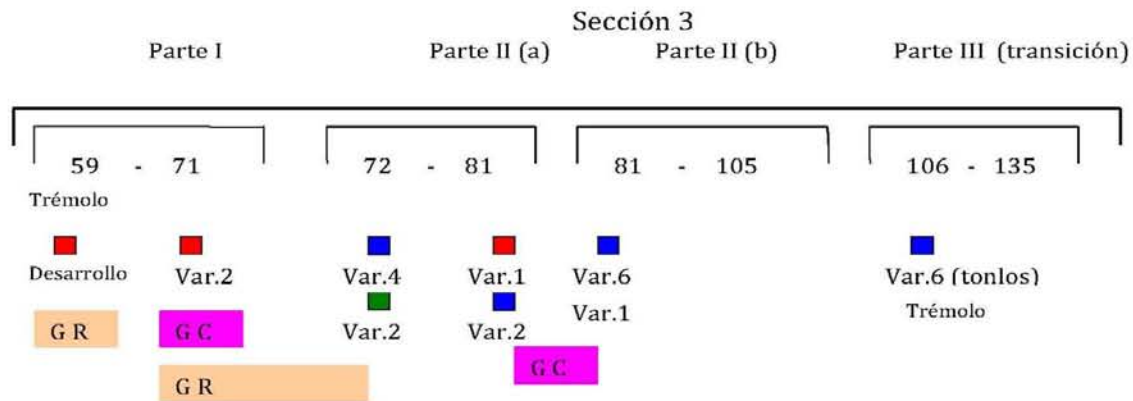 Sección 3
Parte I Parte II (a) Parte II (b) Parte III (transición)
59 - 71 72 - 81 81 - 105 106 - 135
Trémolo
Desarrollo Var.2 Var.4 Var.1 Var.6 Var.6 (tonlos)
Var.2 Var.2 Var.1 Trémolo
G R G C
G C
G R